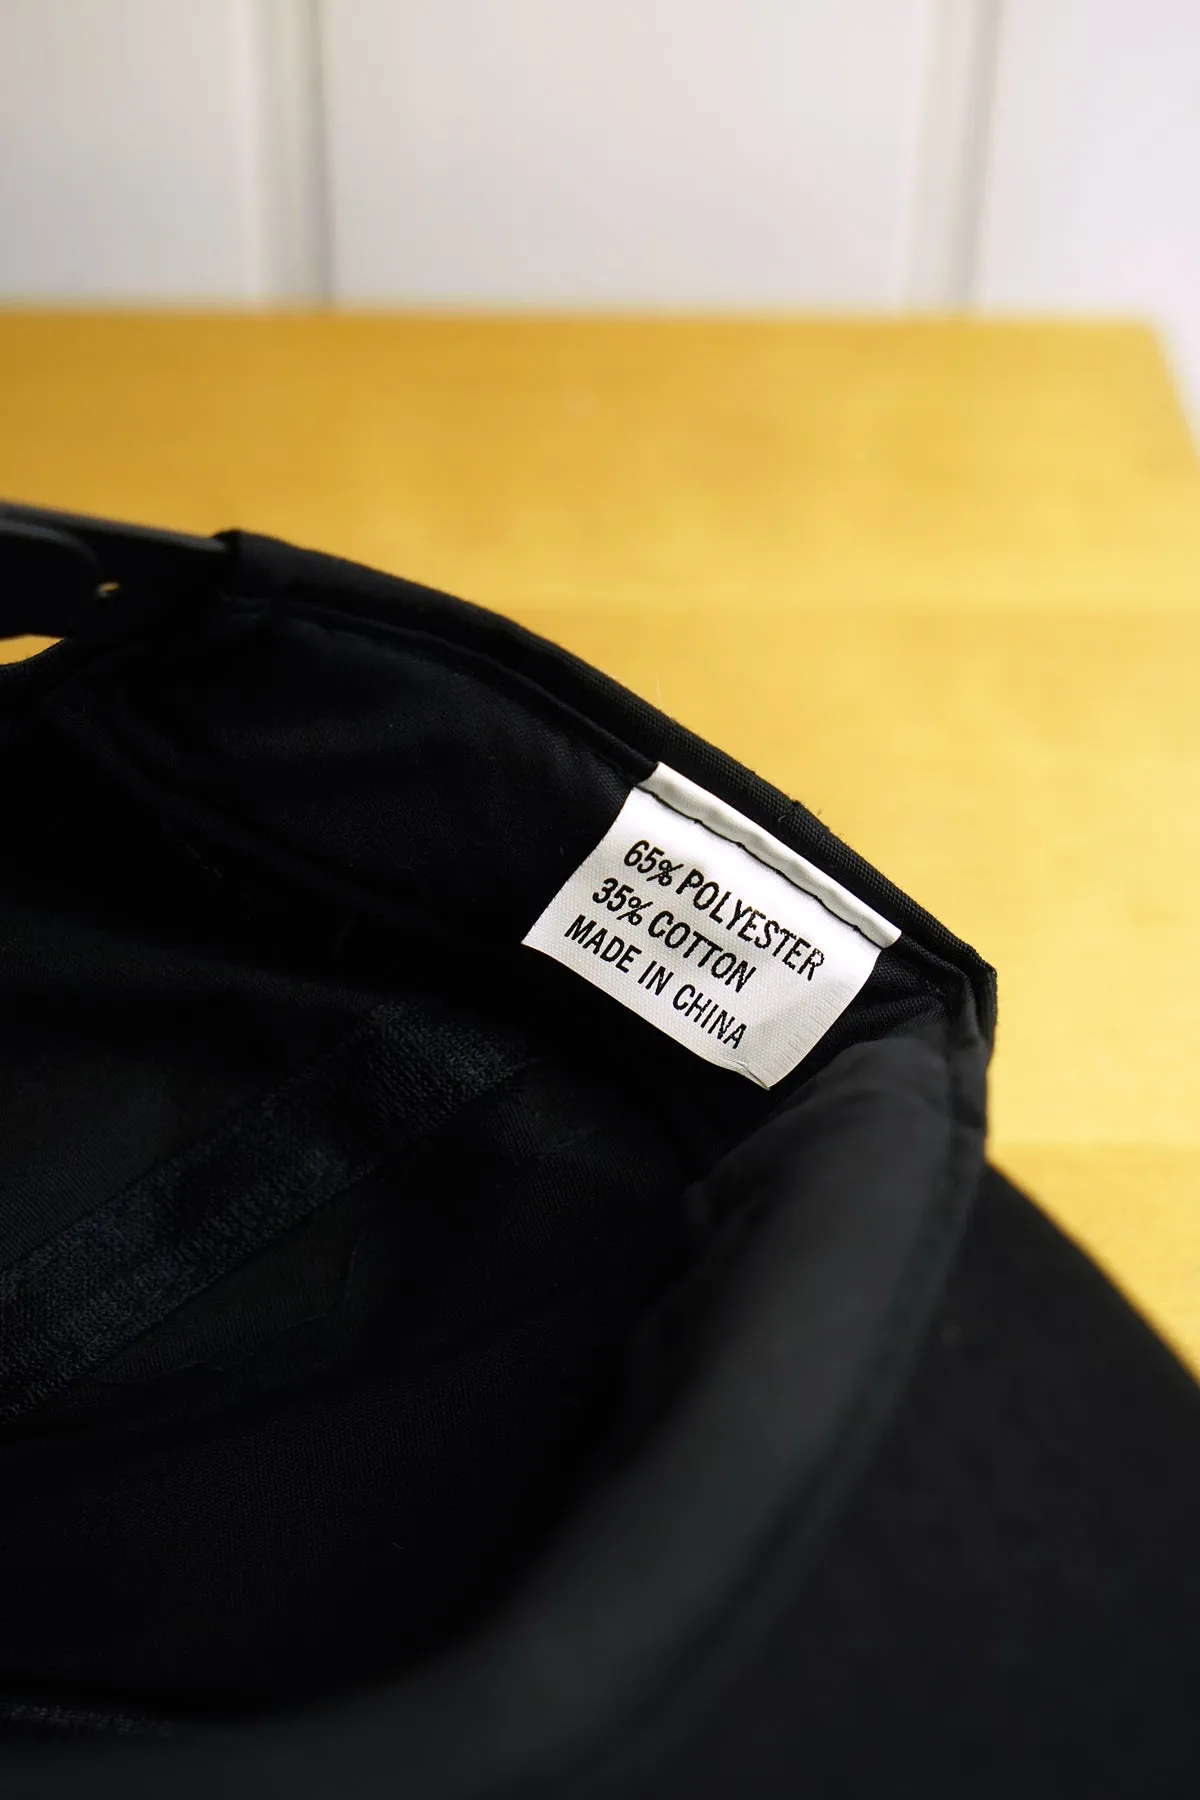 65% POLYESTER
35% COTTON
MADE IN CHINA